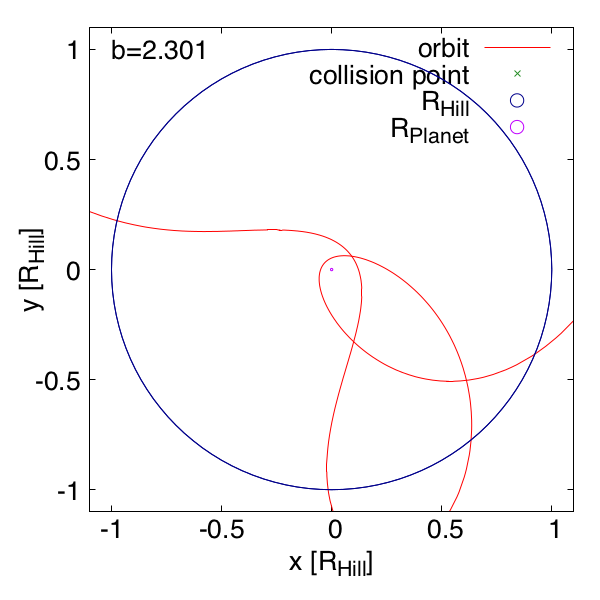 b=2.301
orbit
collision point
R_Hill
R_Planet
1
0.5
0
-0.5
-1
y [R_Hill]
-1
-0.5
0
0.5
1
x [R_Hill]